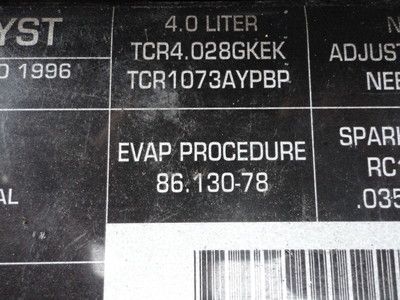 YST
4.0 LITER
N
TCR4.028GKEK
ADJUST
1996
TCR1073AYPBP
NEE
EVAP PROCEDURE
SPARK
86.130-78
RC1
AL
.035